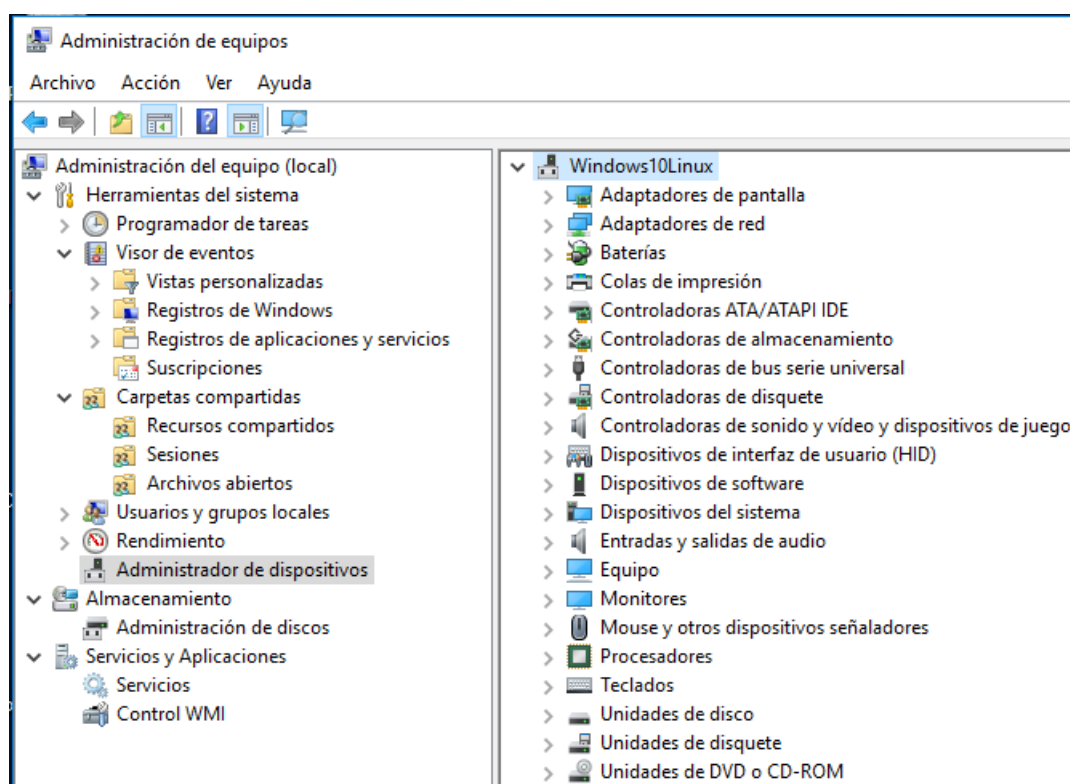 Administración de equipos
Archivo Acción Ver Ayuda
Administración del equipo (local)
Herramientas del sistema
Programador de tareas
Visor de eventos
Vistas personalizadas
Registros de Windows
Registros de aplicaciones y servicios
Suscripciones
Carpetas compartidas
Recursos compartidos
Sesiones
Archivos abiertos
Usuarios y grupos locales
Rendimiento
Administrador de dispositivos
Almacenamiento
Administración de discos
Servicios y Aplicaciones
Servicios
Control WMI
Windows10Linux
Adaptadores de pantalla
Adaptadores de red
Baterías
Colas de impresión
Controladoras ATA/ATAPI IDE
Controladoras de almacenamiento
Controladoras de bus serie universal
Controladoras de disquete
Controladoras de sonido y vídeo y dispositivos de juego
Dispositivos de interfaz de usuario (HID)
Dispositivos de software
Dispositivos del sistema
Entradas y salidas de audio
Equipo
Monitores
Mouse y otros dispositivos señaladores
Procesadores
Teclados
Unidades de disco
Unidades de disquete
Unidades de DVD o CD-ROM